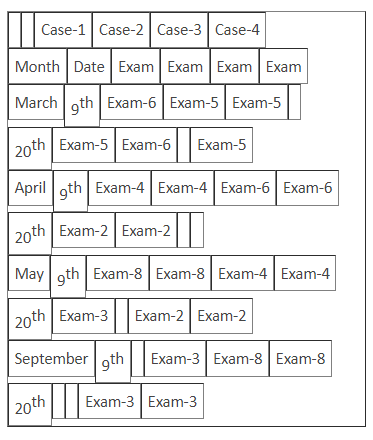 Case-1 Case-2 Case-3 Case-4
Month Date Exam Exam Exam Exam
March 9th Exam-6 Exam-5 Exam-5
20th Exam-5 Exam-6 Exam-5
April 9th Exam-4 Exam-4 Exam-6 Exam-6
20th Exam-2 Exam-2
May 9th Exam-8 Exam-8 Exam-4 Exam-4
20th Exam-3 Exam-2 Exam-2
September 9th Exam-3 Exam-8 Exam-8
20th Exam-3 Exam-3